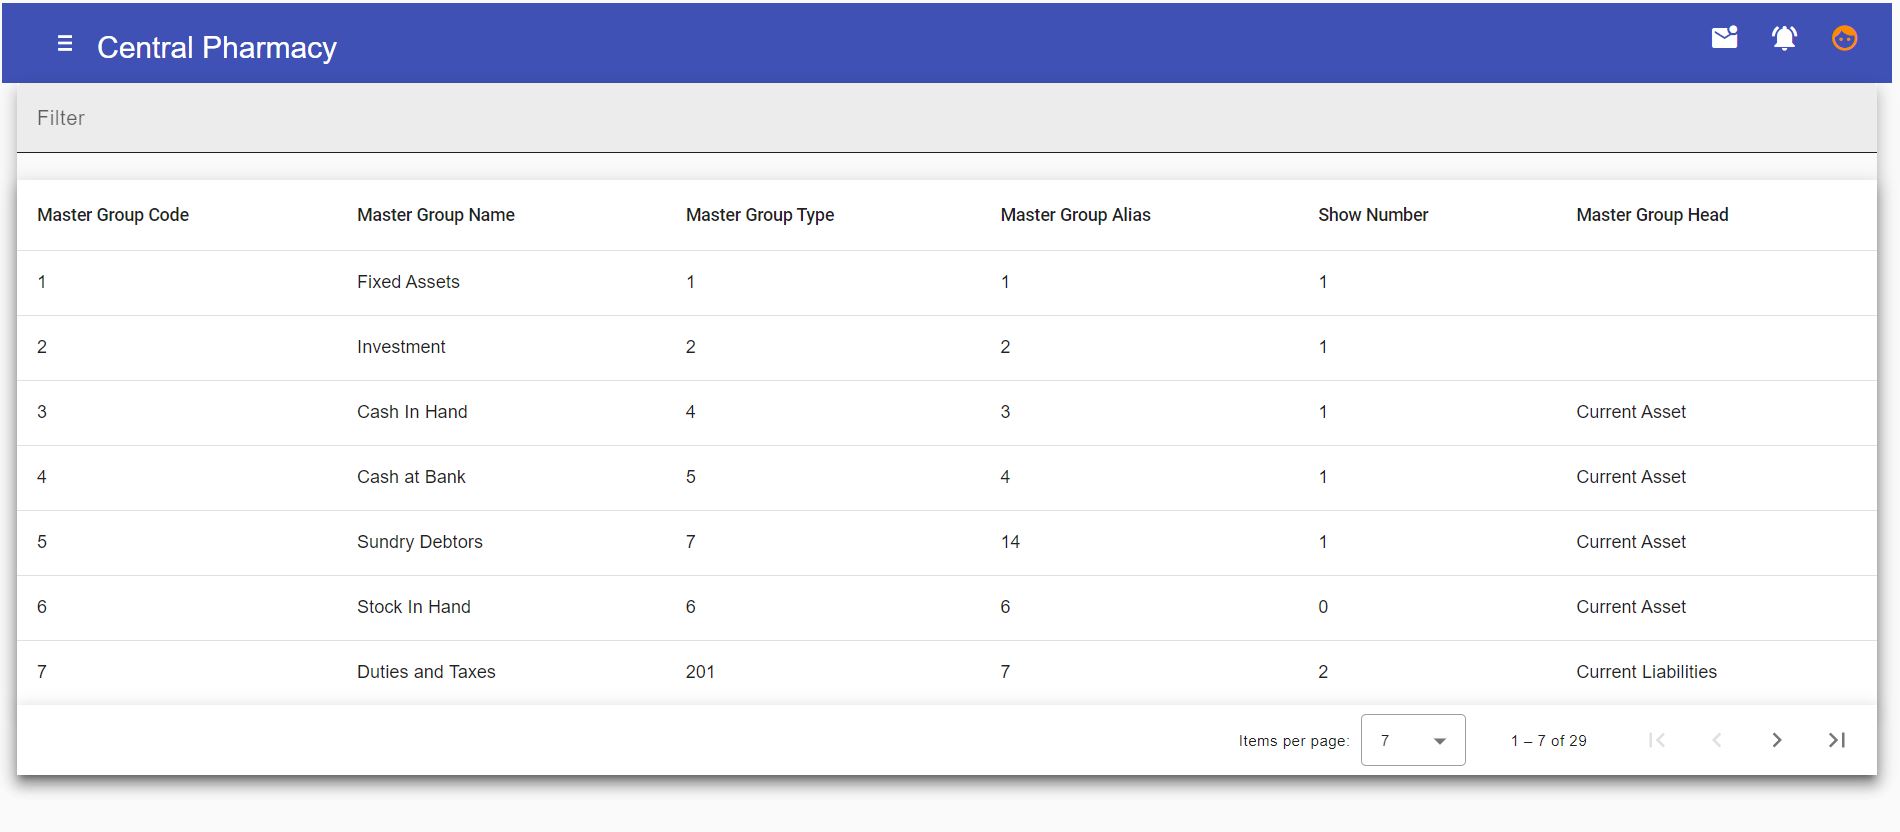 Central Pharmacy
Filter
Master Group Code Master Group Name Master Group Type Master Group Alias Show Number Master Group Head
1 Fixed Assets 1 1 1
2 Investment 2 2 1
3 Cash In Hand 4 3 1 Current Asset
4 Cash at Bank 5 4 1 Current Asset
5 Sundry Debtors 7 14 1 Current Asset
6 Stock In Hand 6 6 0 Current Asset
7 Duties and Taxes 201 7 2 Current Liabilities
Items per page: 7 1 – 7 of 29